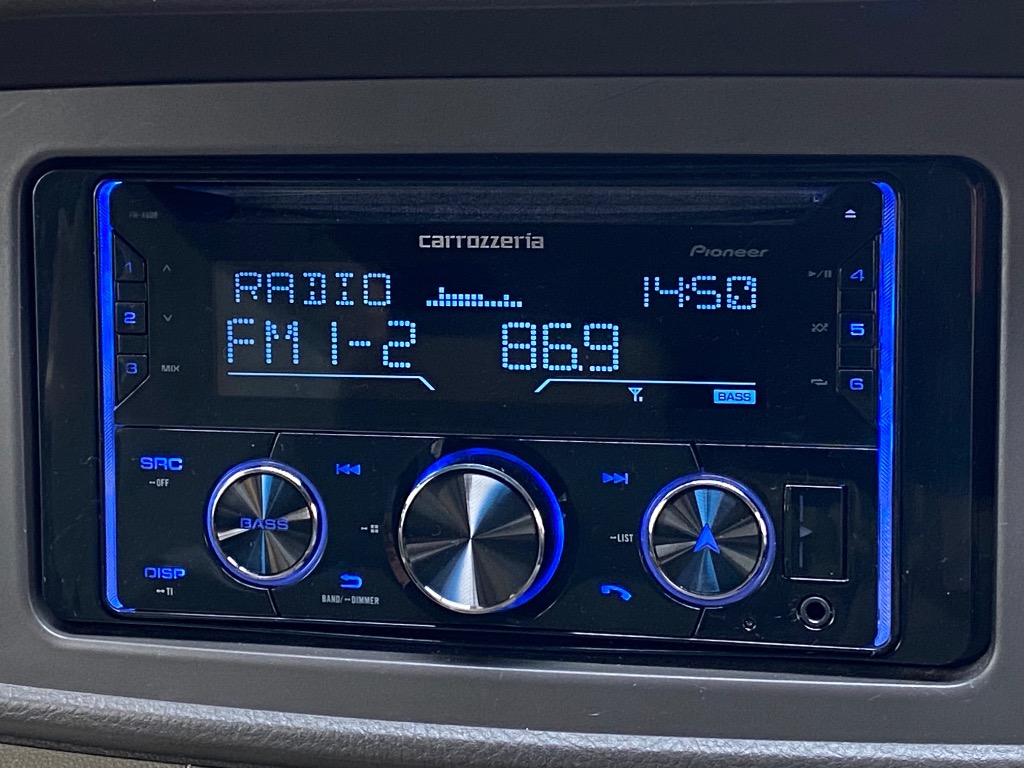 carrozzeria
Pioneer
RADIO 14:50
FM1-2 86.9
BASS
1
2
3
MIX
4
5
6
SRC
OFF
BASS
LIST
DISP
TI
BAND/ DIMMER